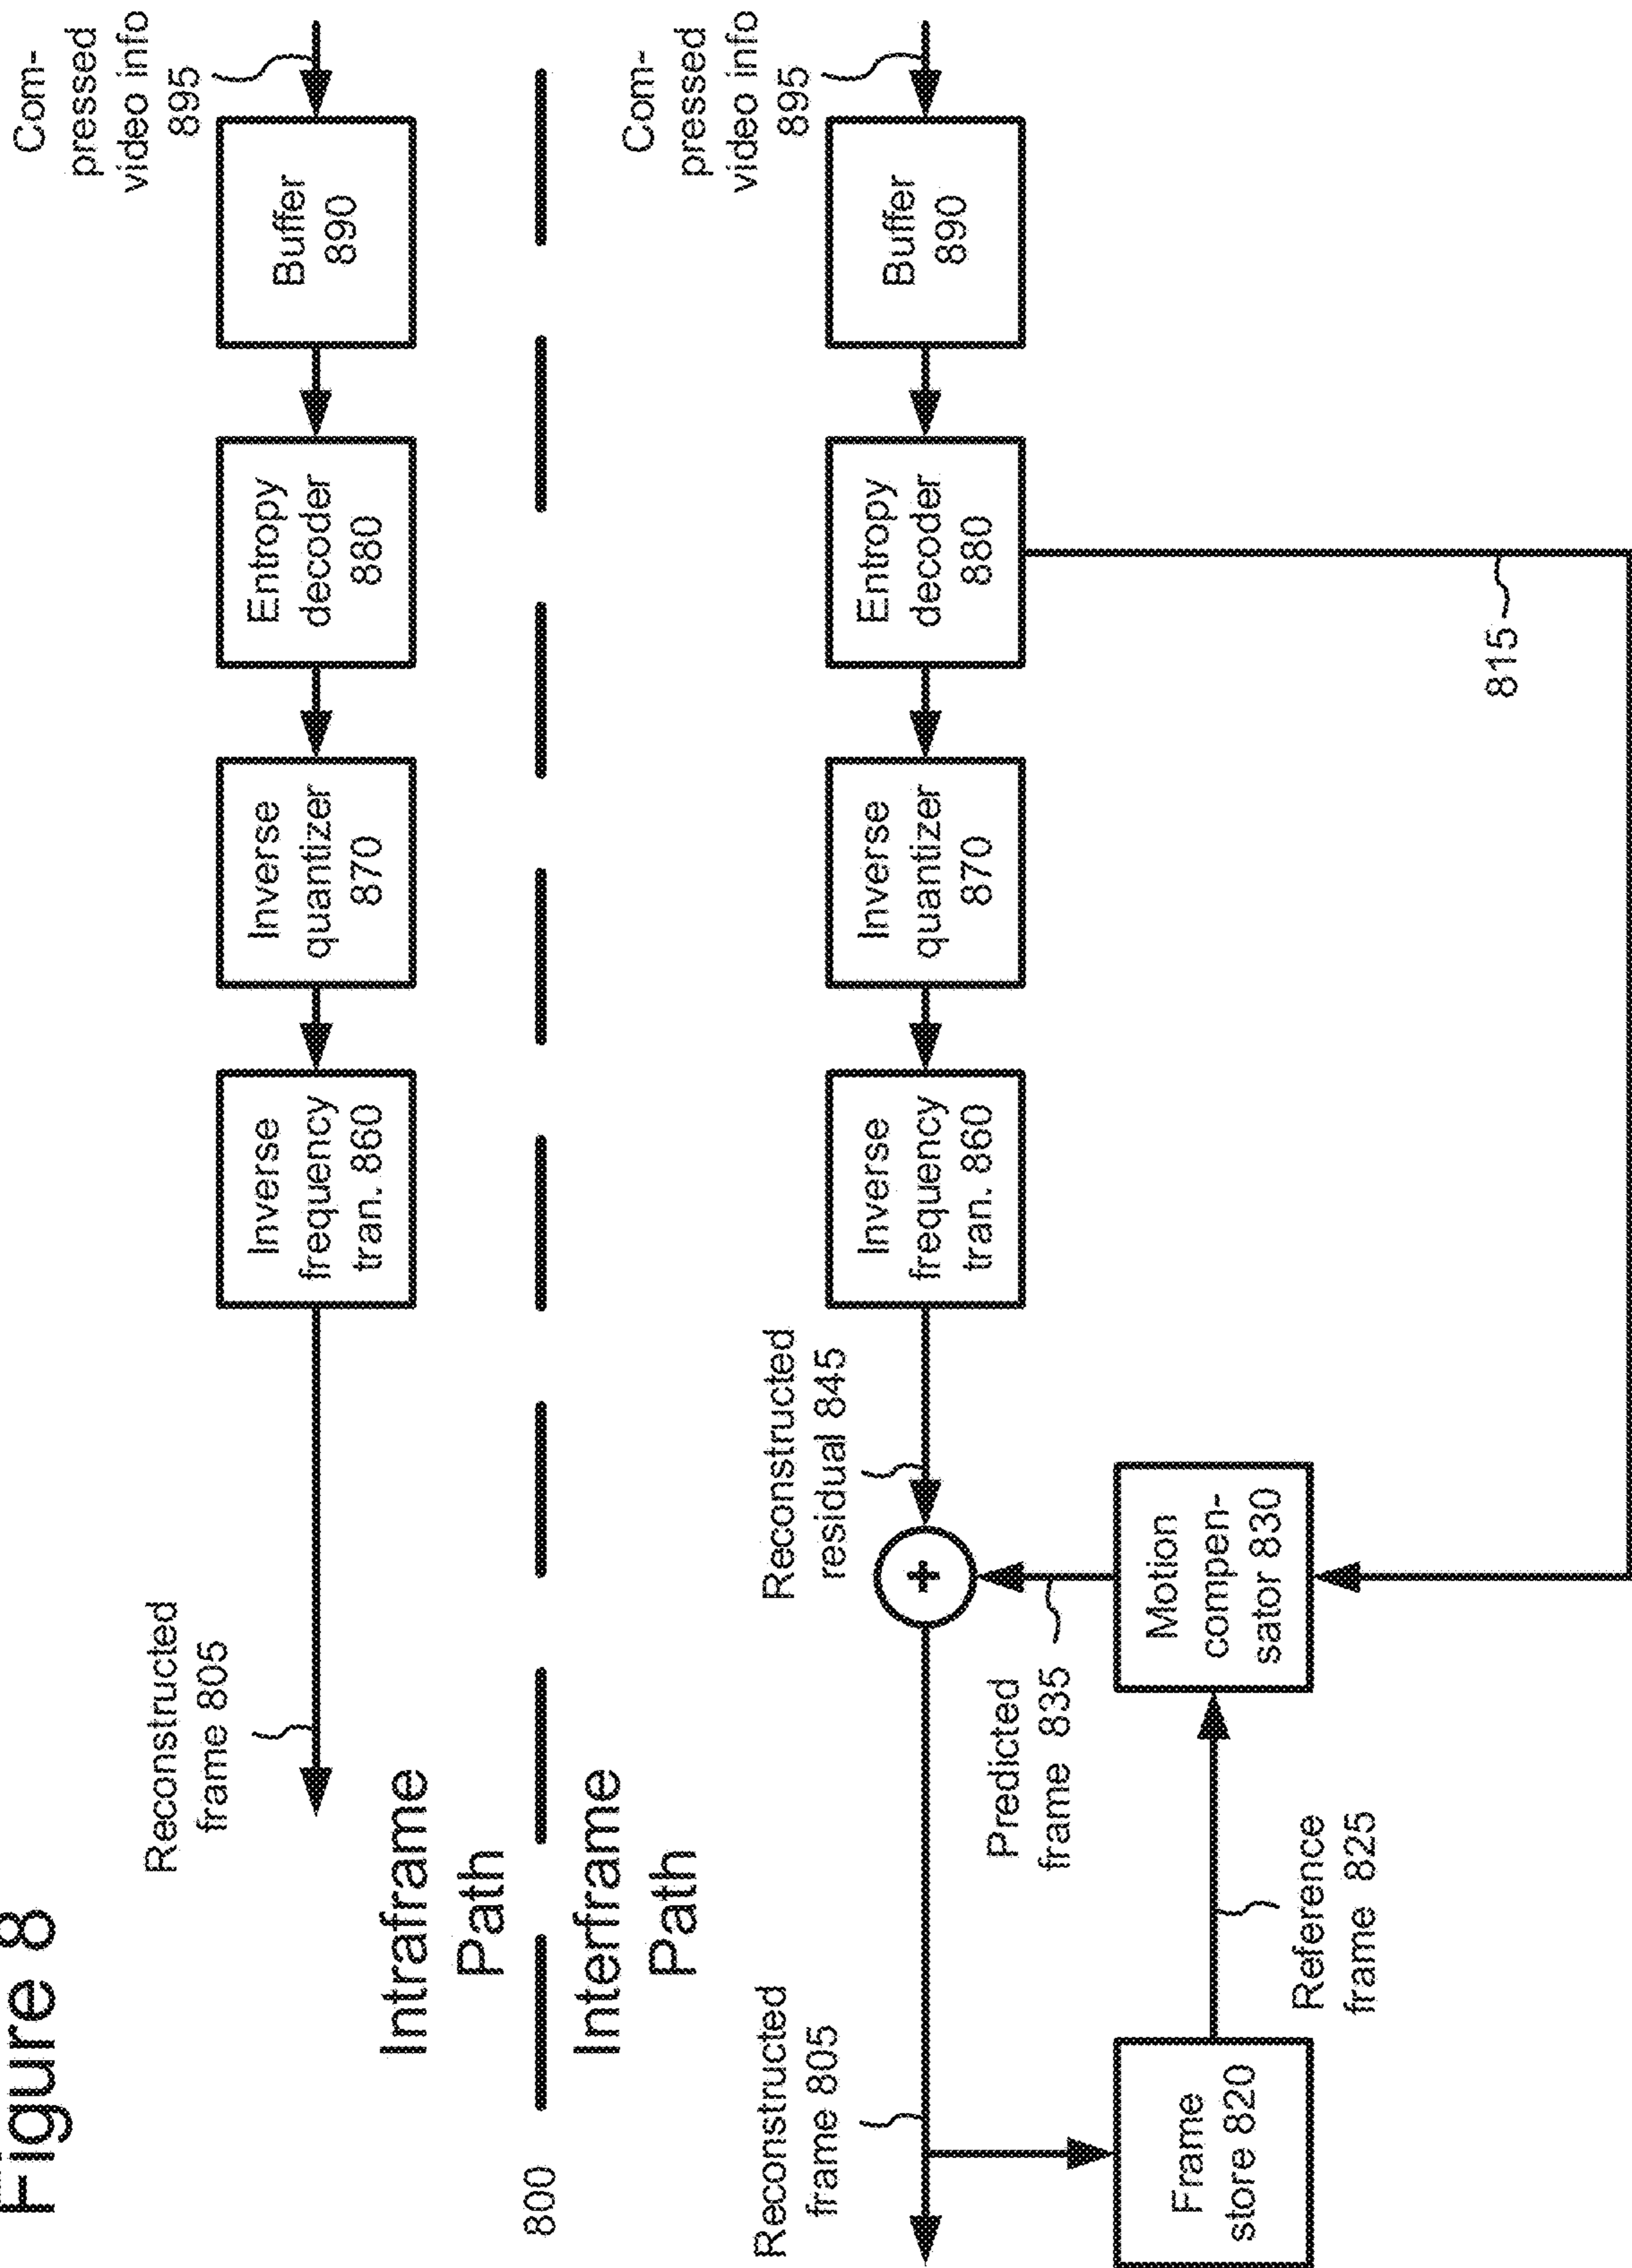 Figure 8
Reconstructed
frame 805
Inverse
frequency
tran. 860
Inverse
quantizer
870
Entropy
decoder
880
Buffer
890
Com-
pressed
video info
895
Intraframe
Path
800
Interframe
Path
Reconstructed
frame 805
Reconstructed
residual 845
+
Inverse
frequency
tran. 860
Inverse
quantizer
870
Entropy
decoder
880
Buffer
890
Com-
pressed
video info
895
Predicted
frame 835
Frame
store 820
Reference
frame 825
Motion
compen-
sator 830
815